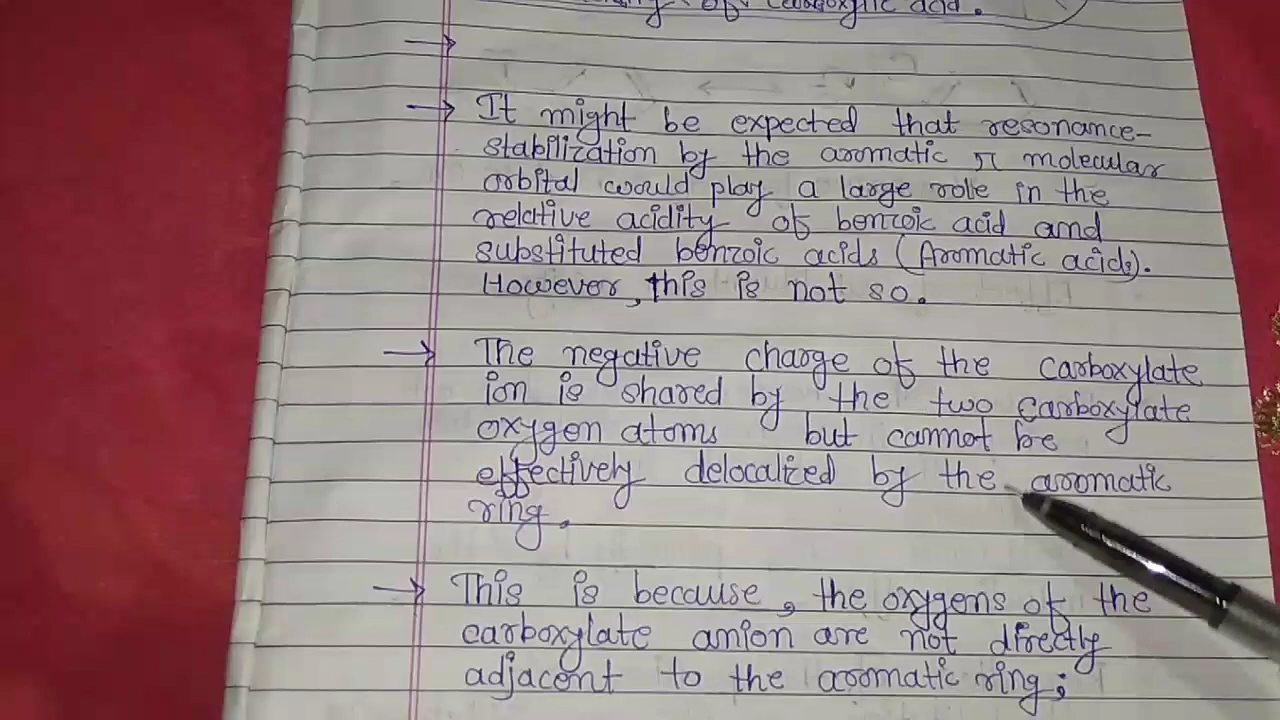 of carboxylic acid.
→
→ It might be expected that resonance-
stabilization by the aromatic π molecular
orbital would play a large role in the
relative acidity of benzoic acid and
substituted benzoic acids (Aromatic acids).
However, this is not so.
→ The negative charge of the carboxylate
ion is shared by the two carboxylate
oxygen atoms but cannot be
effectively delocalized by the aromatic
ring.
→ This is because, the oxygens of the
carboxylate anion are not directly
adjacent to the aromatic ring;